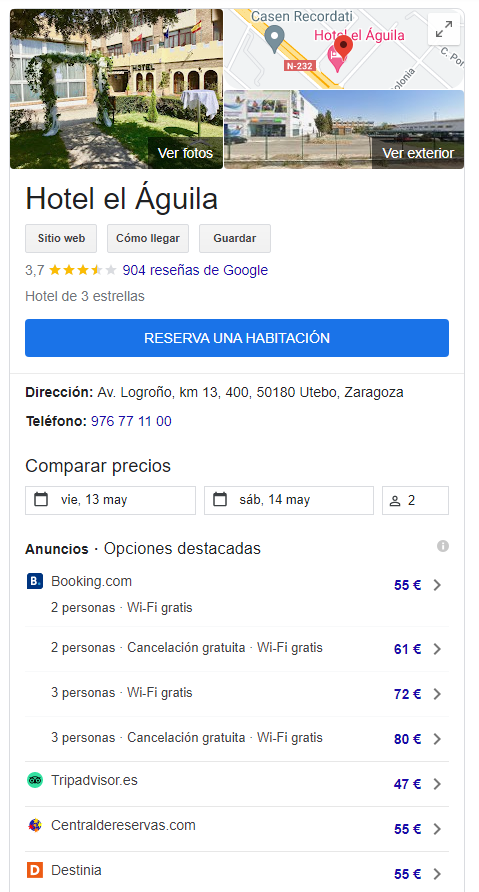 HOTEL
Ver fotos
Casen Recordati
Hotel el Águila
N-232
olonia
C. Pot
Ver exterior
Hotel el Águila
Sitio web
Cómo llegar
Guardar
3,7 904 reseñas de Google
Hotel de 3 estrellas
RESERVA UNA HABITACIÓN
Dirección: Av. Logroño, km 13, 400, 50180 Utebo, Zaragoza
Teléfono: 976 77 11 00
Comparar precios
vie, 13 may
sáb, 14 may
2
Anuncios · Opciones destacadas
B. Booking.com 55 €
2 personas · Wi-Fi gratis
2 personas · Cancelación gratuita · Wi-Fi gratis 61 €
3 personas · Wi-Fi gratis 72 €
3 personas · Cancelación gratuita · Wi-Fi gratis 80 €
Tripadvisor.es 47 €
Centraldereservas.com 55 €
D Destinia 55 €